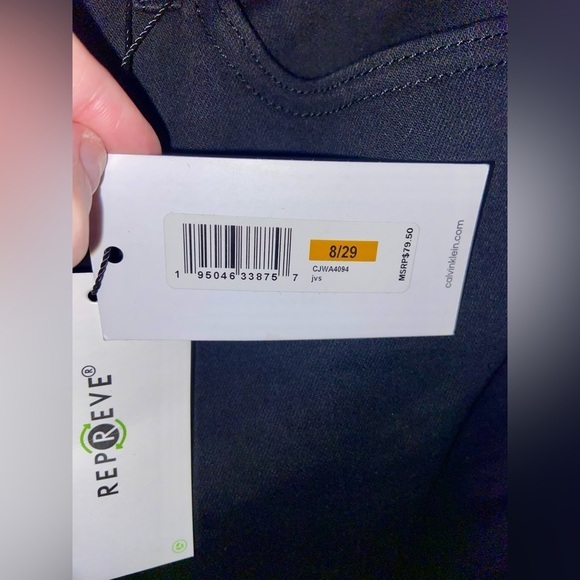 1 95046 33875 7
8/29
CJWA4094
jvs
MSRP$79.50
calvinklein.com
REPREVE®